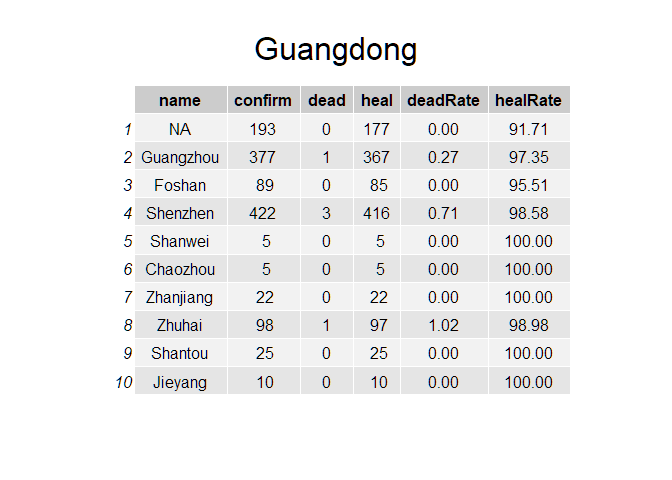 Guangdong
name confirm dead heal deadRate healRate
1 NA 193 0 177 0.00 91.71
2 Guangzhou 377 1 367 0.27 97.35
3 Foshan 89 0 85 0.00 95.51
4 Shenzhen 422 3 416 0.71 98.58
5 Shanwei 5 0 5 0.00 100.00
6 Chaozhou 5 0 5 0.00 100.00
7 Zhanjiang 22 0 22 0.00 100.00
8 Zhuhai 98 1 97 1.02 98.98
9 Shantou 25 0 25 0.00 100.00
10 Jieyang 10 0 10 0.00 100.00